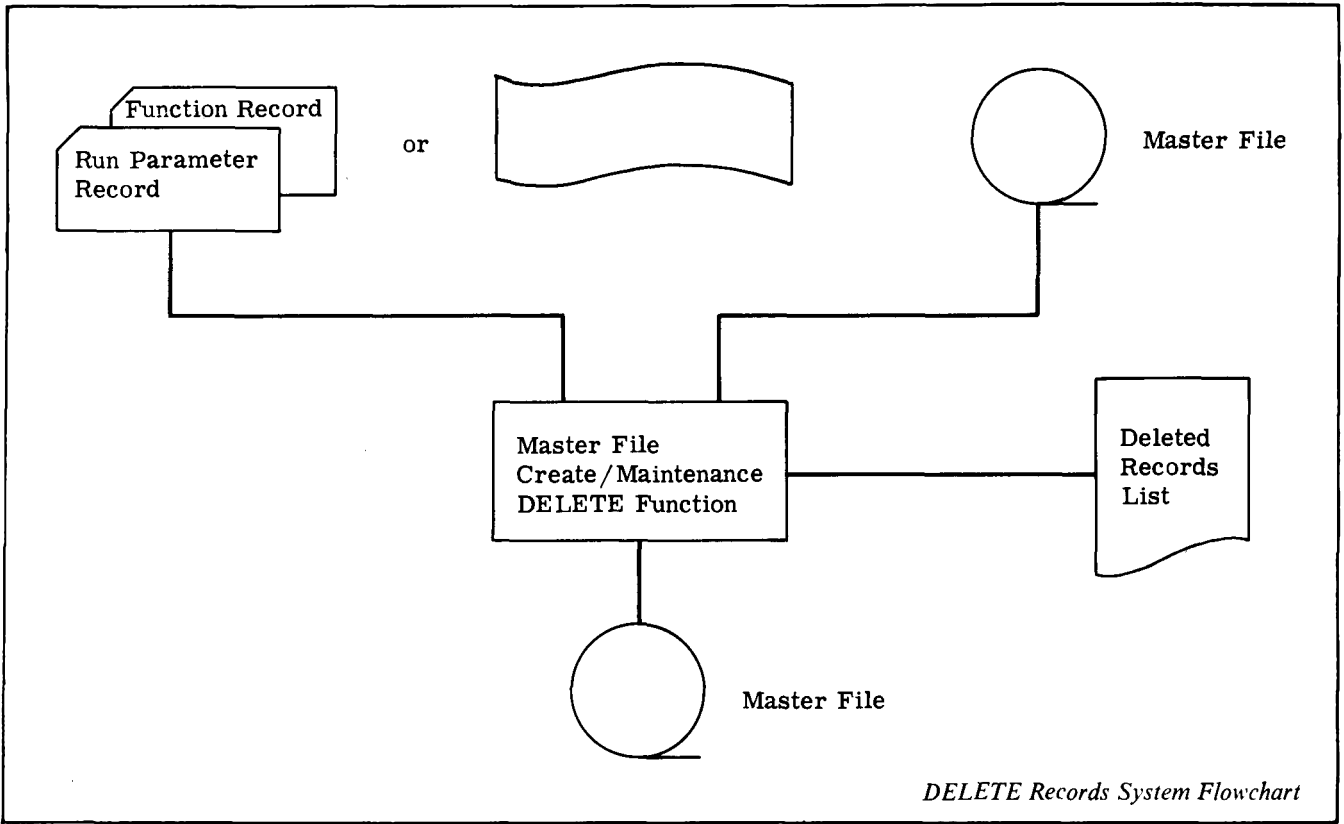 Function Record
Run Parameter
Record
or
Master File
Master File
Create/Maintenance
DELETE Function
Deleted
Records
List
Master File
DELETE Records System Flowchart